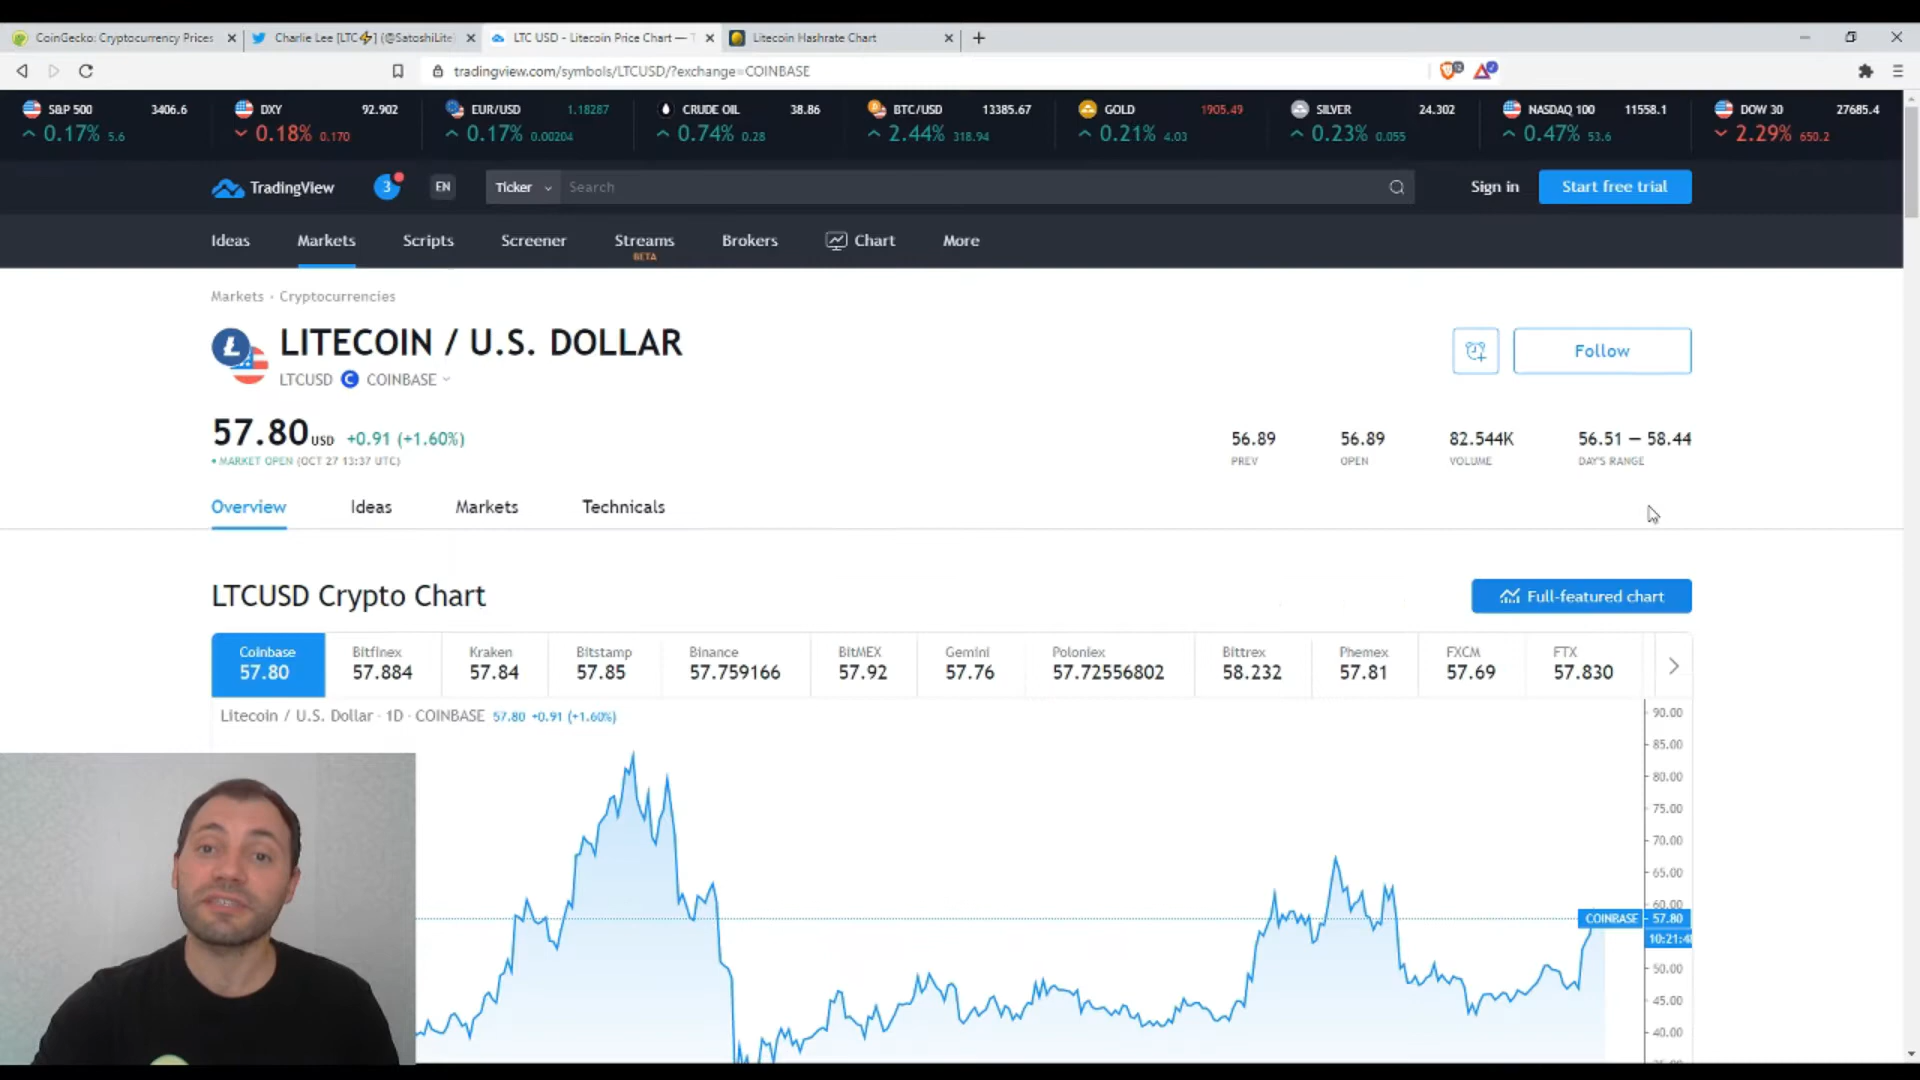 CoinGecko: Cryptocurrency Prices
Charlie Lee [LTC⚡] (@SatoshiLite)
LTC USD - Litecoin Price Chart —
Litecoin Hashrate Chart
tradingview.com/symbols/LTCUSD/?exchange=COINBASE
S&P 500 3406.6
0.17% 5.6
DXY 92.902
0.18% 0.170
EUR/USD 1.18287
0.17% 0.00204
CRUDE OIL 38.86
0.74% 0.28
BTC/USD 13385.67
2.44% 318.94
GOLD 1905.49
0.21% 4.03
SILVER 24.302
0.23% 0.055
NASDAQ 100 11558.1
0.47% 53.6
DOW 30 27685.4
2.29% 650.2
TradingView 3 EN Ticker Search Sign in Start free trial
Ideas Markets Scripts Screener Streams Brokers Chart More
BETA
Markets · Cryptocurrencies
LITECOIN / U.S. DOLLAR
Follow
LTCUSD COINBASE
57.80 USD +0.91 (+1.60%)
• MARKET OPEN (OCT 27 13:37 UTC)
56.89
PREV
56.89
OPEN
82.544K
VOLUME
56.51 — 58.44
DAY'S RANGE
Overview Ideas Markets Technicals
LTCUSD Crypto Chart
Full-featured chart
Coinbase
57.80
Bitfinex
57.884
Kraken
57.84
Bitstamp
57.85
Binance
57.759166
BitMEX
57.92
Gemini
57.76
Poloniex
57.72556802
Bittrex
58.232
Phemex
57.81
FXCM
57.69
FTX
57.830
Litecoin / U.S. Dollar · 1D · COINBASE 57.80 +0.91 (+1.60%)
90.00
85.00
80.00
75.00
70.00
65.00
60.00
COINBASE 57.80
10:21:4
50.00
45.00
40.00